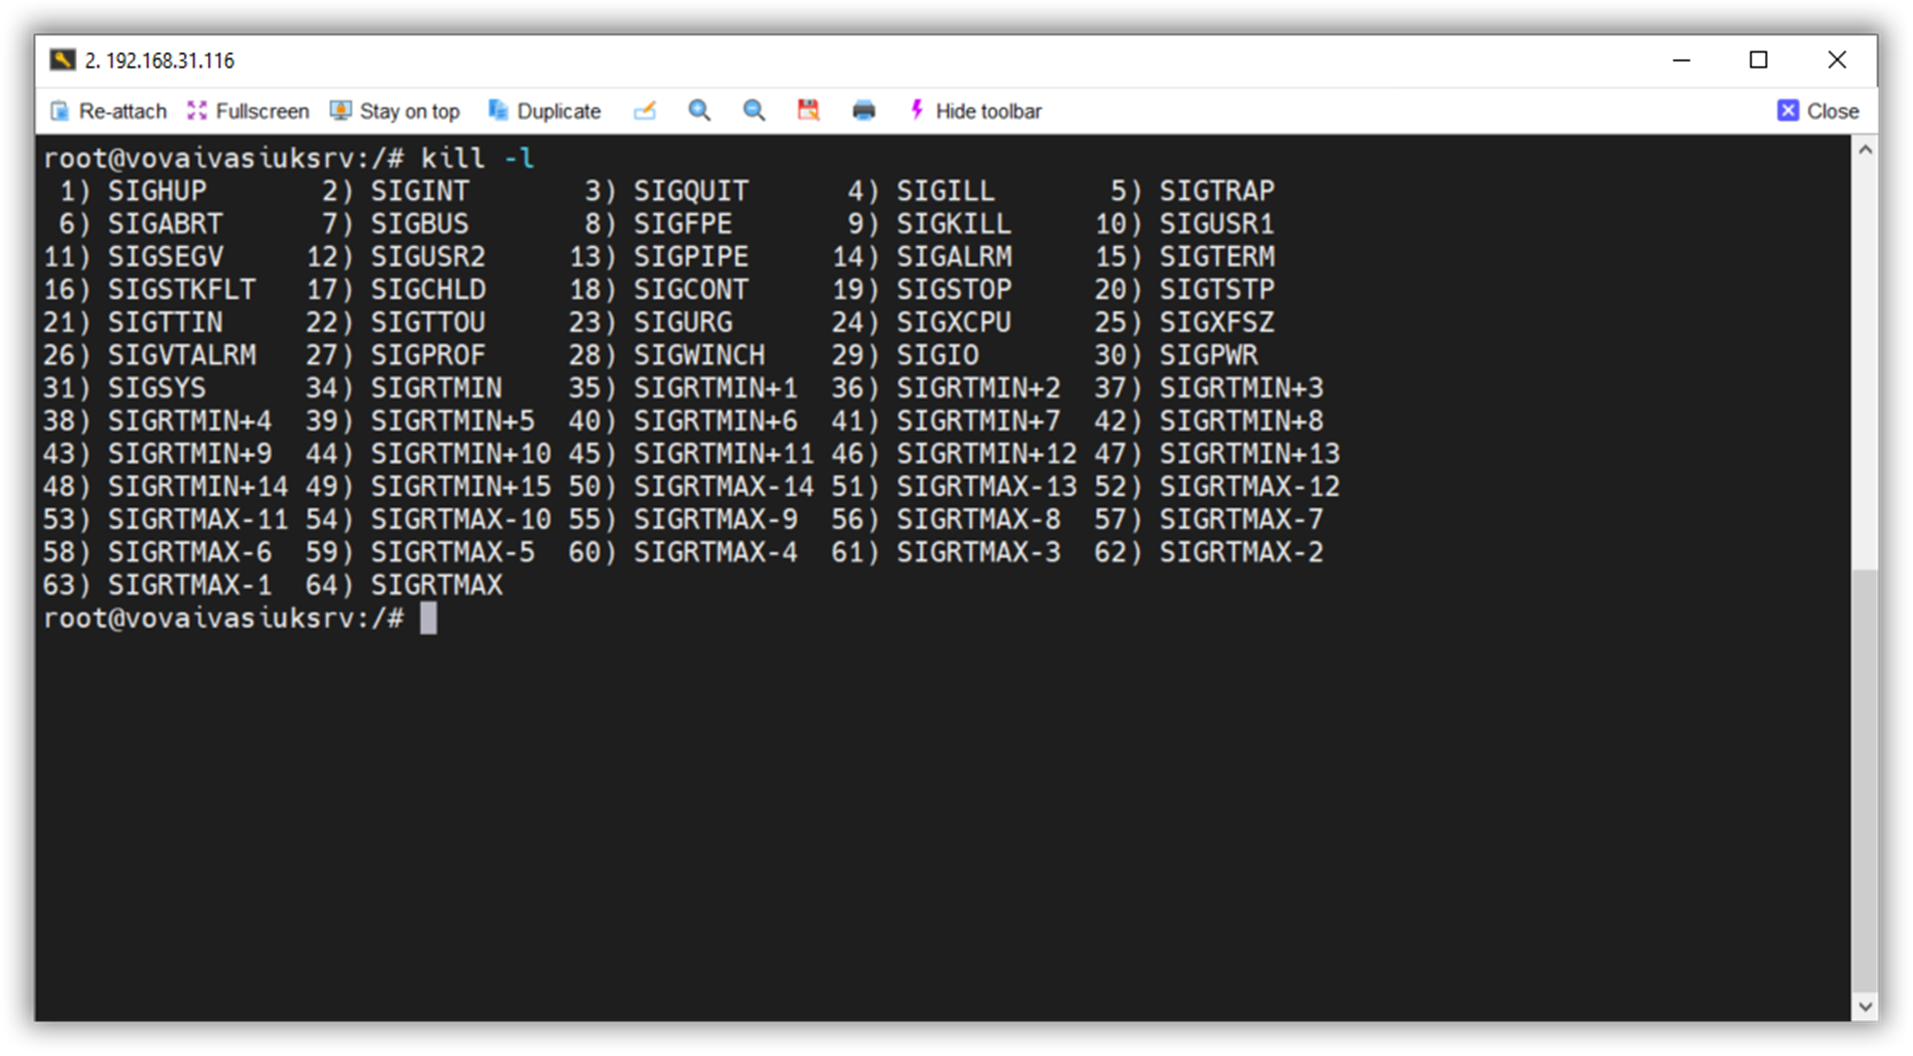 2. 192.168.31.116
Re-attach Fullscreen Stay on top Duplicate Hide toolbar Close
root@vovaivasiuksrv:/# kill -l
 1) SIGHUP       2) SIGINT       3) SIGQUIT      4) SIGILL       5) SIGTRAP
 6) SIGABRT      7) SIGBUS       8) SIGFPE       9) SIGKILL     10) SIGUSR1
11) SIGSEGV     12) SIGUSR2     13) SIGPIPE     14) SIGALRM     15) SIGTERM
16) SIGSTKFLT   17) SIGCHLD     18) SIGCONT     19) SIGSTOP     20) SIGTSTP
21) SIGTTIN     22) SIGTTOU     23) SIGURG      24) SIGXCPU     25) SIGXFSZ
26) SIGVTALRM   27) SIGPROF     28) SIGWINCH    29) SIGIO       30) SIGPWR
31) SIGSYS      34) SIGRTMIN    35) SIGRTMIN+1  36) SIGRTMIN+2  37) SIGRTMIN+3
38) SIGRTMIN+4  39) SIGRTMIN+5  40) SIGRTMIN+6  41) SIGRTMIN+7  42) SIGRTMIN+8
43) SIGRTMIN+9  44) SIGRTMIN+10 45) SIGRTMIN+11 46) SIGRTMIN+12 47) SIGRTMIN+13
48) SIGRTMIN+14 49) SIGRTMIN+15 50) SIGRTMAX-14 51) SIGRTMAX-13 52) SIGRTMAX-12
53) SIGRTMAX-11 54) SIGRTMAX-10 55) SIGRTMAX-9  56) SIGRTMAX-8  57) SIGRTMAX-7
58) SIGRTMAX-6  59) SIGRTMAX-5  60) SIGRTMAX-4  61) SIGRTMAX-3  62) SIGRTMAX-2
63) SIGRTMAX-1  64) SIGRTMAX
root@vovaivasiuksrv:/#